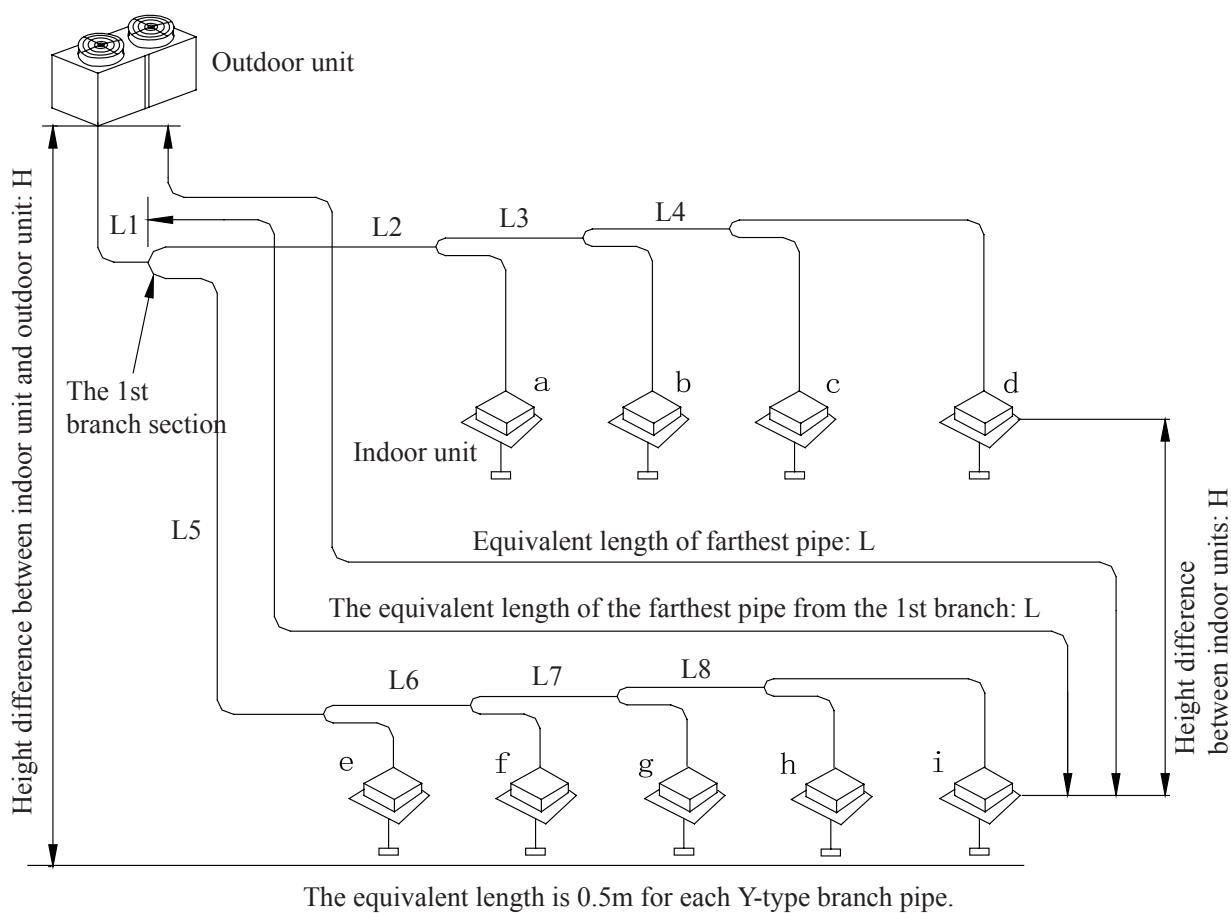 Outdoor unit
Height difference between indoor unit and outdoor unit: H
L1
L2
L3
L4
The 1st
branch section
a
b
c
d
Indoor unit
L5
Equivalent length of farthest pipe: L
The equivalent length of the farthest pipe from the 1st branch: L
Height difference
between indoor units: H
L6
L7
L8
e
f
g
h
i
The equivalent length is 0.5m for each Y-type branch pipe.